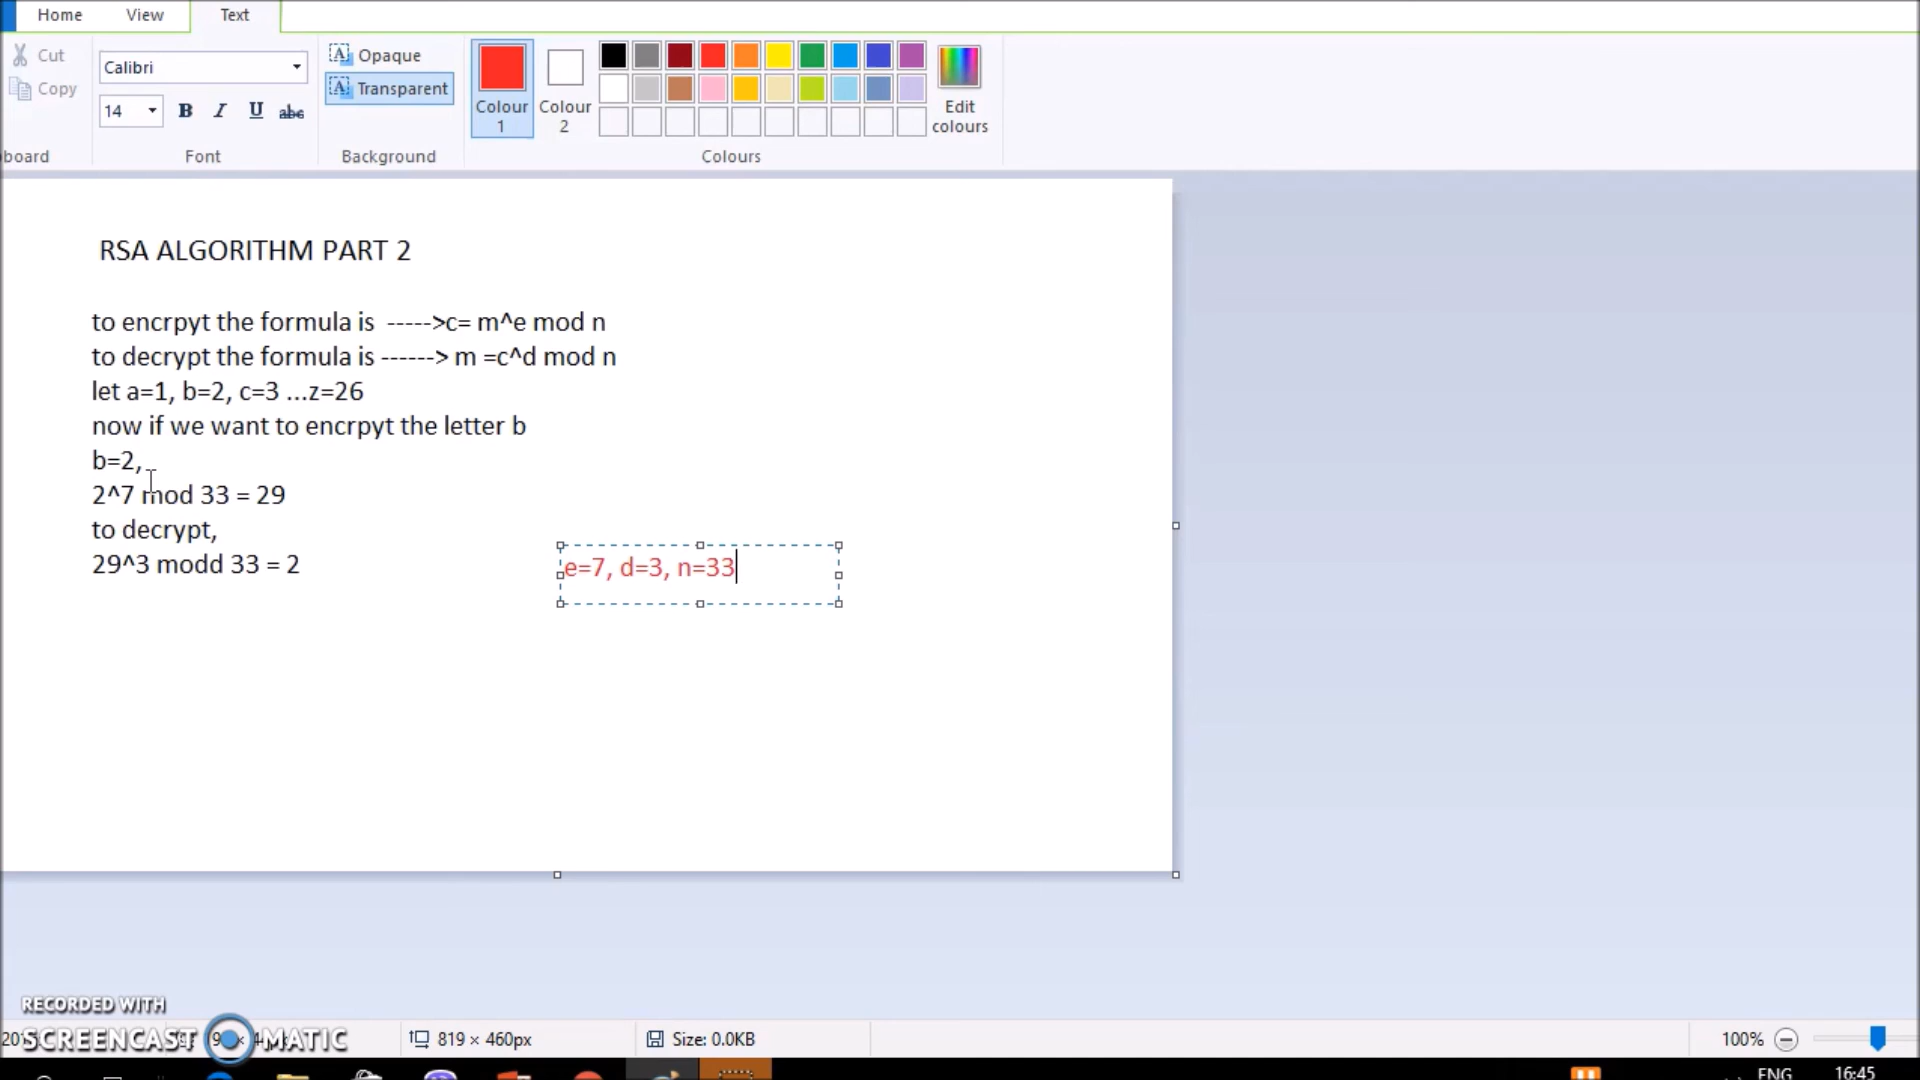 Home View Text
Cut
Copy
Calibri
14 B I U abc
Opaque
Transparent
Colour 1
Colour 2
Edit colours
board Font Background Colours
RSA ALGORITHM PART 2
to encrpyt the formula is ----->c= m^e mod n
to decrypt the formula is ------> m =c^d mod n
let a=1, b=2, c=3 ...z=26
now if we want to encrpyt the letter b
b=2,
2^7 mod 33 = 29
to decrypt,
29^3 modd 33 = 2
e=7, d=3, n=33
RECORDED WITH
SCREENCAST MATIC
819 × 460px
Size: 0.0KB
100%
ENG 16:45